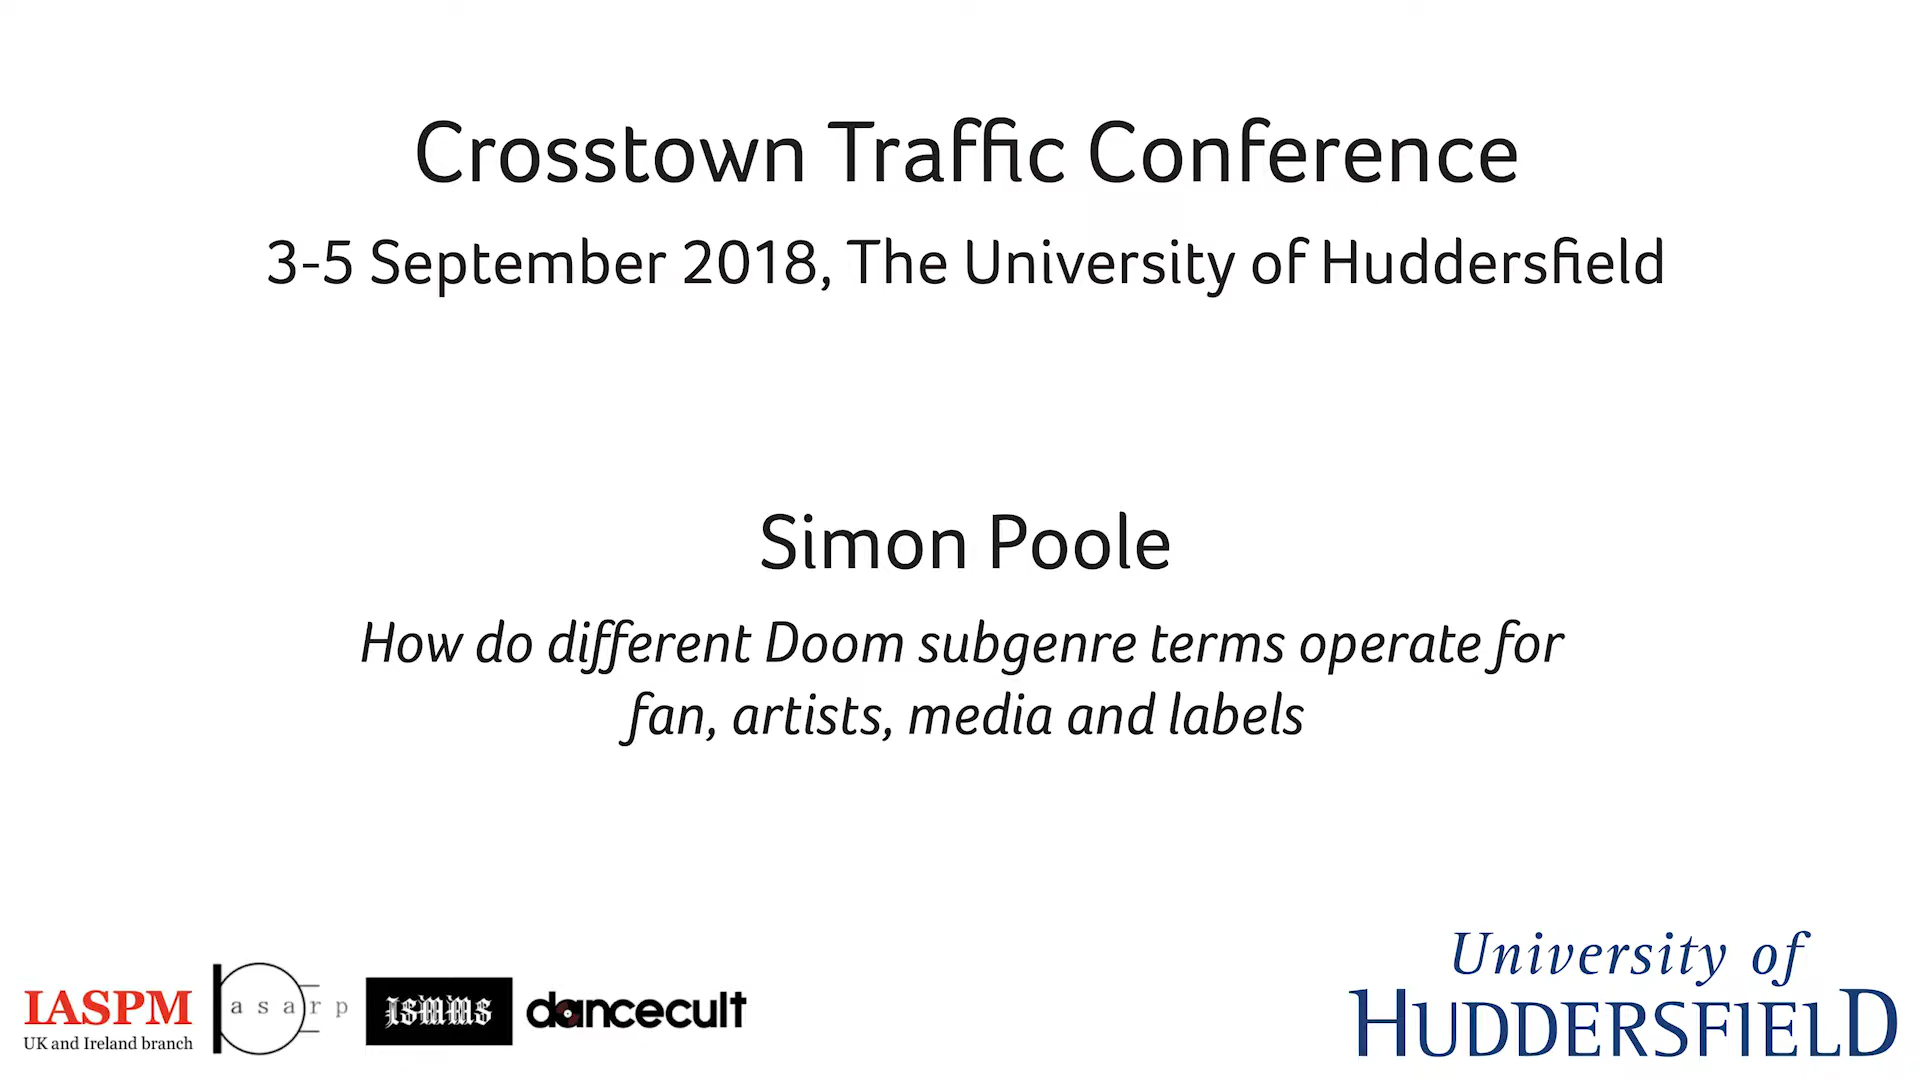 Crosstown Traffic Conference
3-5 September 2018, The University of Huddersfield
Simon Poole
How do different Doom subgenre terms operate for
fan, artists, media and labels
IASPM
UK and Ireland branch
asarp
ismms
dancecult
University of
HUDDERSFIELD